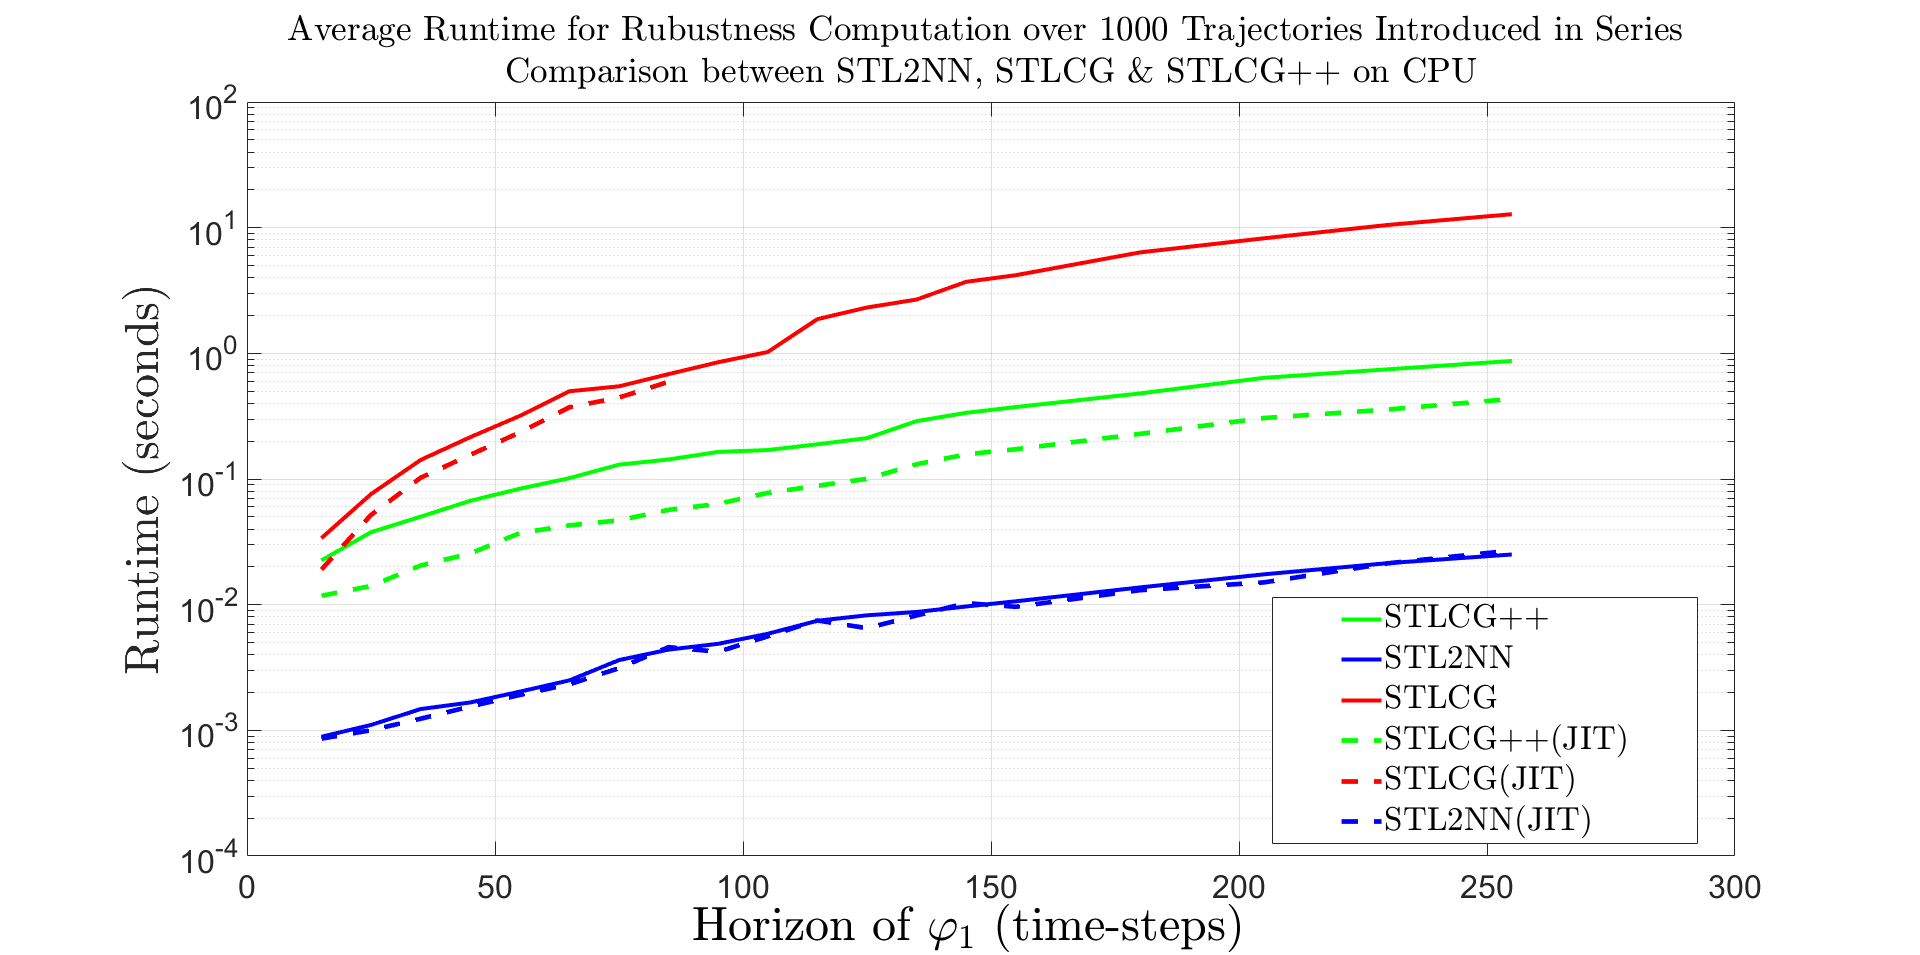 Average Runtime for Rubustness Computation over 1000 Trajectories Introduced in Series
Comparison between STL2NN, STLCG & STLCG++ on CPU
Runtime (seconds)
10^2
10^1
10^0
10^-1
10^-2
10^-3
10^-4
STLCG++
STL2NN
STLCG
STLCG++(JIT)
STLCG(JIT)
STL2NN(JIT)
0 50 100 150 200 250 300
Horizon of φ₁ (time-steps)